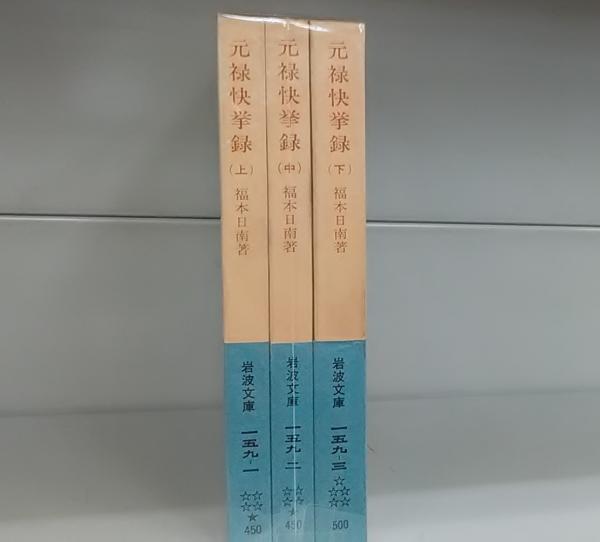 元禄快挙録
(上)
福本日南著
岩波文庫
一五九-一
☆☆
☆☆
★
450
元禄快挙録
(中)
福本日南著
岩波文庫
一五九-二
☆☆
☆☆
★
450
元禄快挙録
(下)
福本日南著
岩波文庫
一五九-三
☆
☆☆
☆☆
500